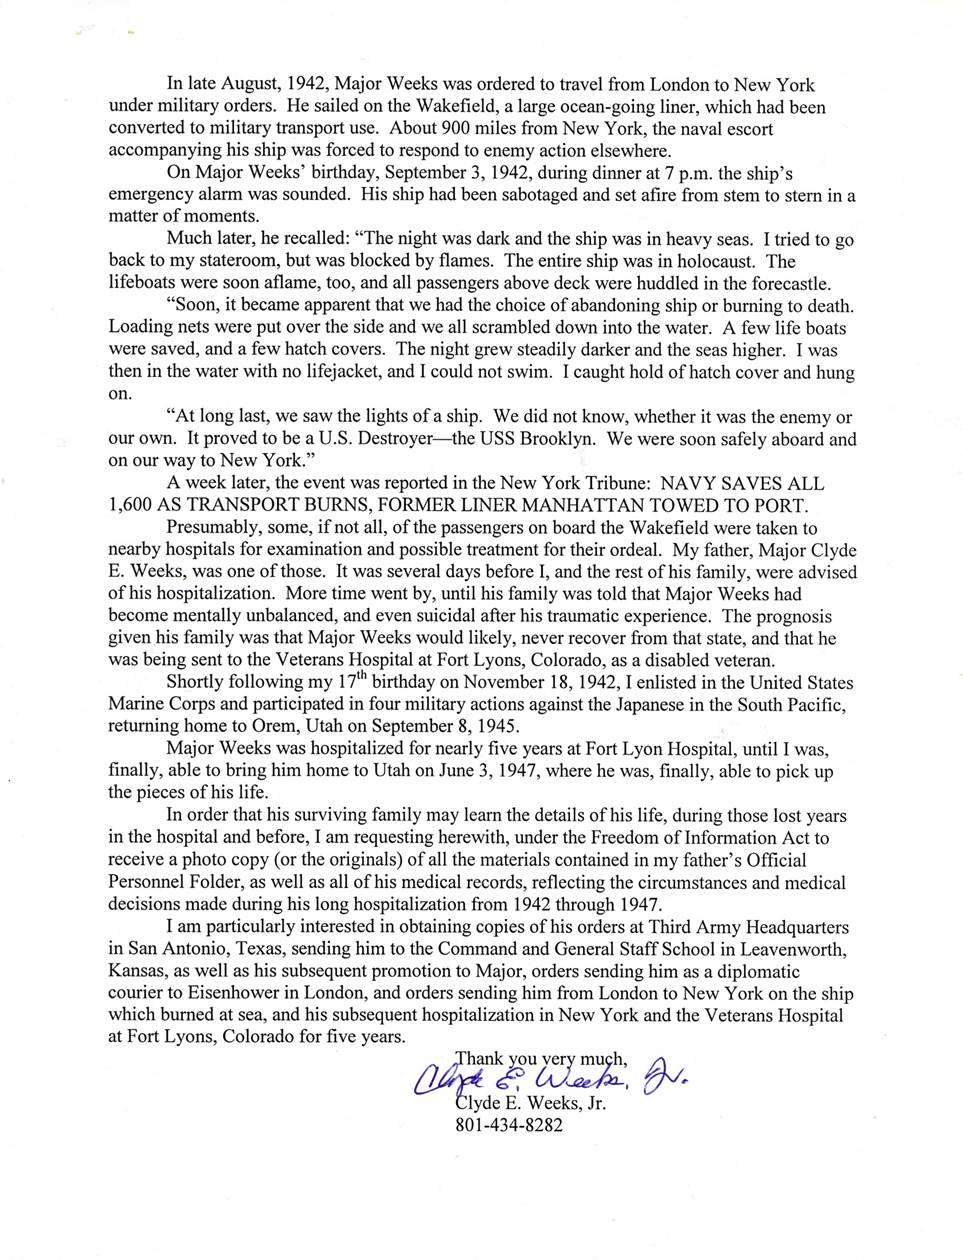 In late August, 1942, Major Weeks was ordered to travel from London to New York
under military orders.  He sailed on the Wakefield, a large ocean-going liner, which had been
converted to military transport use.  About 900 miles from New York, the naval escort
accompanying his ship was forced to respond to enemy action elsewhere.
On Major Weeks' birthday, September 3, 1942, during dinner at 7 p.m. the ship's
emergency alarm was sounded.  His ship had been sabotaged and set afire from stem to stern in a
matter of moments.
Much later, he recalled: "The night was dark and the ship was in heavy seas.  I tried to go
back to my stateroom, but was blocked by flames.  The entire ship was in holocaust.  The
lifeboats were soon aflame, too, and all passengers above deck were huddled in the forecastle.
"Soon, it became apparent that we had the choice of abandoning ship or burning to death.
Loading nets were put over the side and we all scrambled down into the water.  A few life boats
were saved, and a few hatch covers.  The night grew steadily darker and the seas higher.  I was
then in the water with no lifejacket, and I could not swim.  I caught hold of hatch cover and hung
on.
"At long last, we saw the lights of a ship.  We did not know, whether it was the enemy or
our own.  It proved to be a U.S. Destroyer—the USS Brooklyn.  We were soon safely aboard and
on our way to New York."
A week later, the event was reported in the New York Tribune:  NAVY SAVES ALL
1,600 AS TRANSPORT BURNS, FORMER LINER MANHATTAN TOWED TO PORT.
Presumably, some, if not all, of the passengers on board the Wakefield were taken to
nearby hospitals for examination and possible treatment for their ordeal.  My father, Major Clyde
E. Weeks, was one of those.  It was several days before I, and the rest of his family, were advised
of his hospitalization.  More time went by, until his family was told that Major Weeks had
become mentally unbalanced, and even suicidal after his traumatic experience.  The prognosis
given his family was that Major Weeks would likely, never recover from that state, and that he
was being sent to the Veterans Hospital at Fort Lyons, Colorado, as a disabled veteran.
Shortly following my 17th birthday on November 18, 1942, I enlisted in the United States
Marine Corps and participated in four military actions against the Japanese in the South Pacific,
returning home to Orem, Utah on September 8, 1945.
Major Weeks was hospitalized for nearly five years at Fort Lyon Hospital, until I was,
finally, able to bring him home to Utah on June 3, 1947, where he was, finally, able to pick up
the pieces of his life.
In order that his surviving family may learn the details of his life, during those lost years
in the hospital and before, I am requesting herewith, under the Freedom of Information Act to
receive a photo copy (or the originals) of all the materials contained in my father's Official
Personnel Folder, as well as all of his medical records, reflecting the circumstances and medical
decisions made during his long hospitalization from 1942 through 1947.
I am particularly interested in obtaining copies of his orders at Third Army Headquarters
in San Antonio, Texas, sending him to the Command and General Staff School in Leavenworth,
Kansas, as well as his subsequent promotion to Major, orders sending him as a diplomatic
courier to Eisenhower in London, and orders sending him from London to New York on the ship
which burned at sea, and his subsequent hospitalization in New York and the Veterans Hospital
at Fort Lyons, Colorado for five years.
Thank you very much,
Clyde E. Weeks, Jr.
Clyde E. Weeks, Jr.
801-434-8282